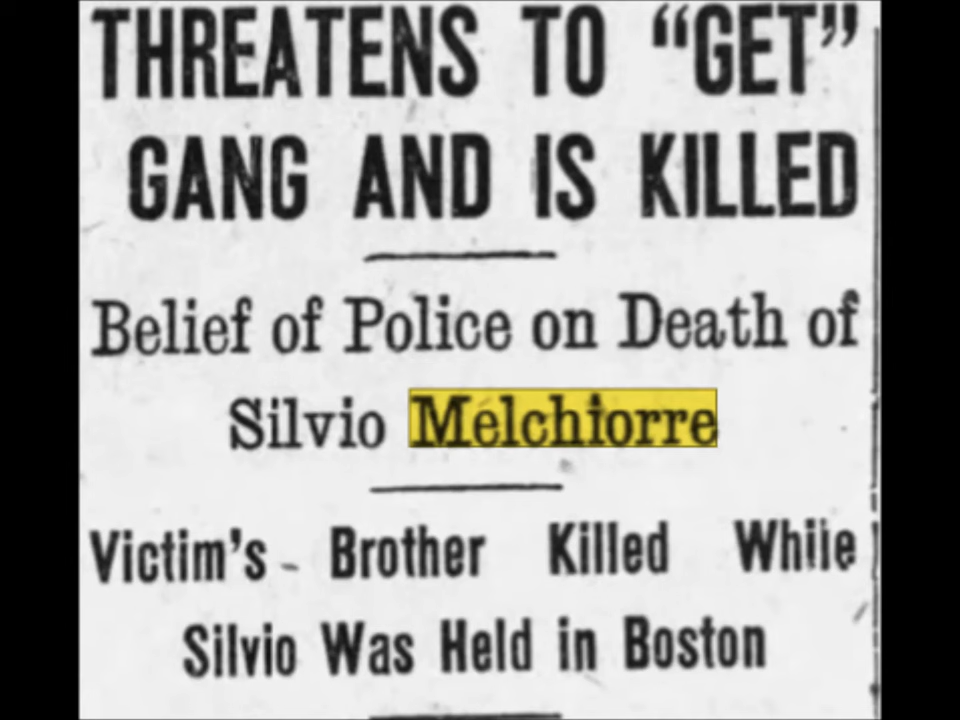 THREATENS TO “GET”
GANG AND IS KILLED
Belief of Police on Death of
Silvio Melchiorre
Victim's Brother Killed While
Silvio Was Held in Boston